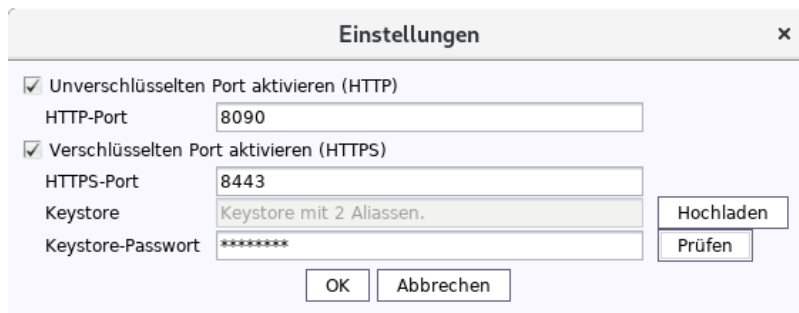 Einstellungen ×
Unverschlüsselten Port aktivieren (HTTP)
HTTP-Port 8090
Verschlüsselten Port aktivieren (HTTPS)
HTTPS-Port 8443
Keystore Keystore mit 2 Aliassen. Hochladen
Keystore-Passwort ******** Prüfen
OK Abbrechen